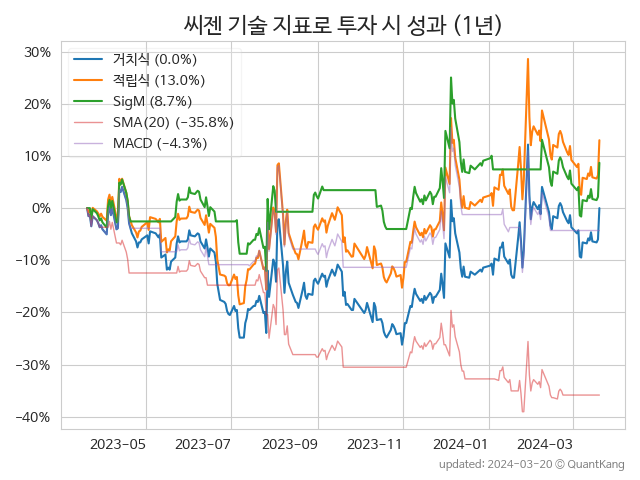 씨젠 기술 지표로 투자 시 성과 (1년)
30%
20%
10%
0%
−10%
−20%
−30%
−40%
거치식 (0.0%)
적립식 (13.0%)
SigM (8.7%)
SMA(20) (−35.8%)
MACD (−4.3%)
2023-05
2023-07
2023-09
2023-11
2024-01
2024-03
updated: 2024-03-20 ⓒ QuantKang